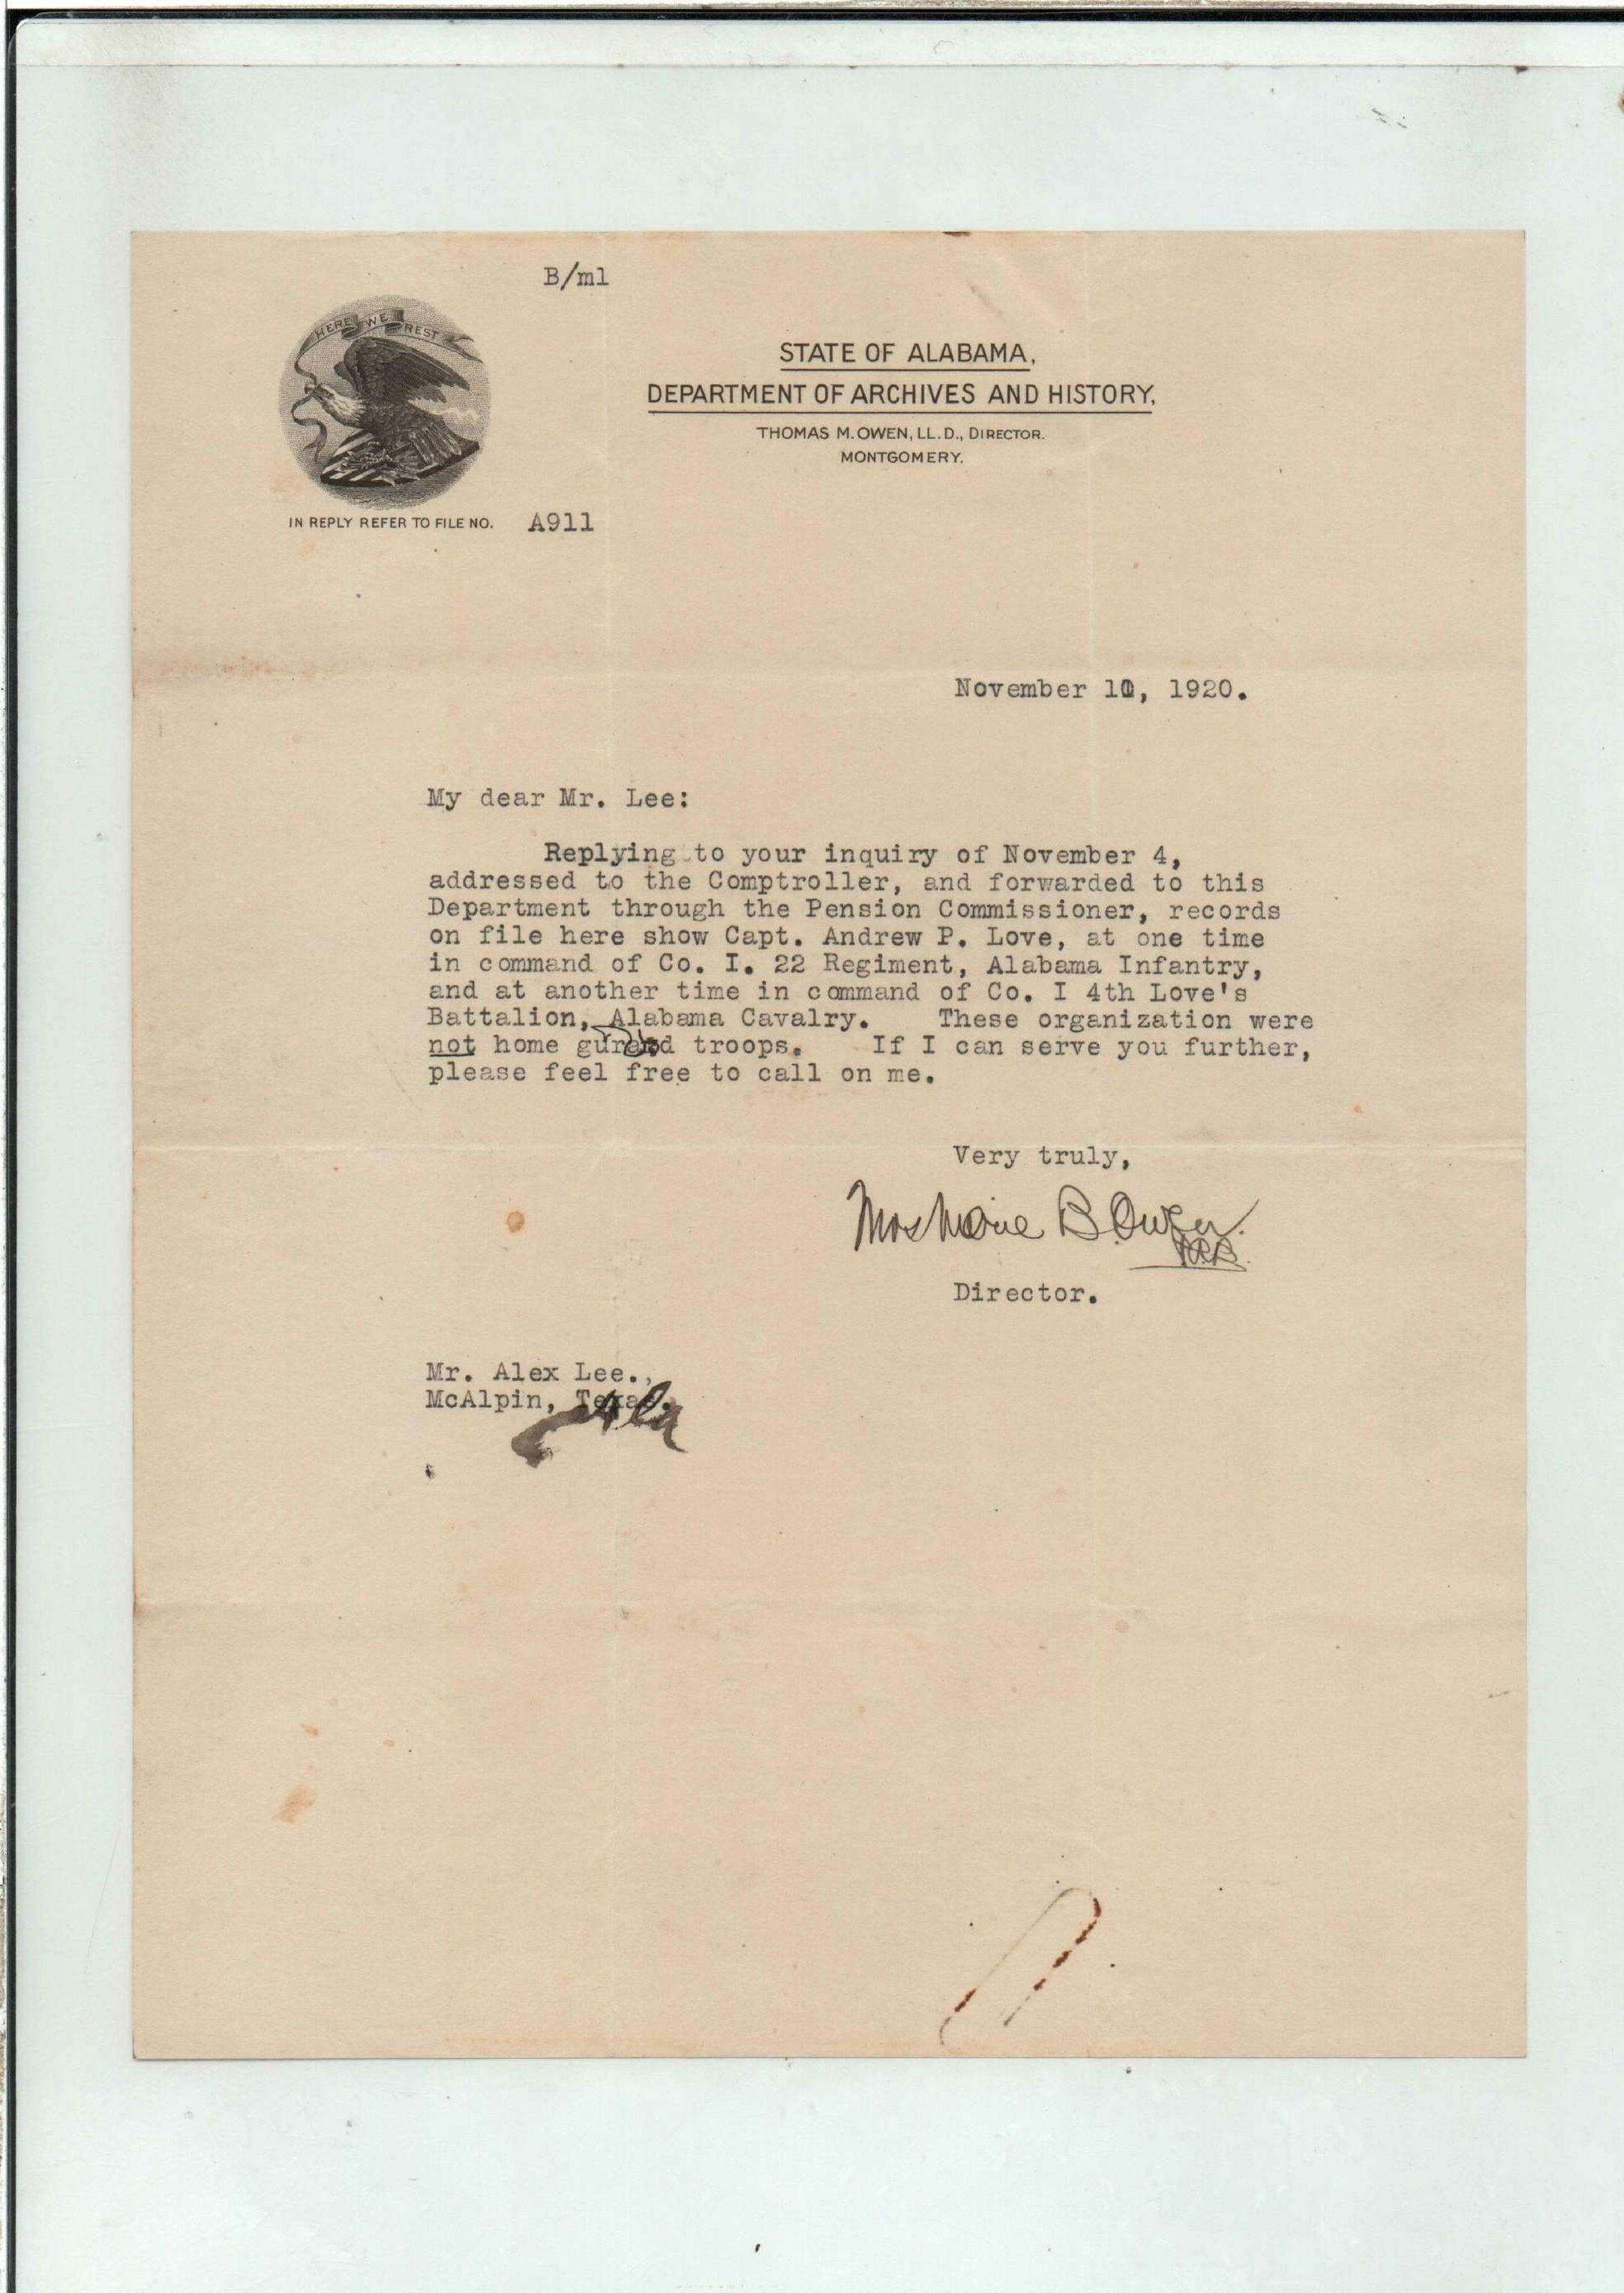 B/ml
HERE WE REST
STATE OF ALABAMA,
DEPARTMENT OF ARCHIVES AND HISTORY,
THOMAS M. OWEN, LL.D., DIRECTOR.
MONTGOMERY.
IN REPLY REFER TO FILE NO. A911
November , 1920.
My dear Mr. Lee:
Replying to your inquiry of November 4,
addressed to the Comptroller, and forwarded to this
Department through the Pension Commissioner, records
on file here show Capt. Andrew P. Love, at one time
in command of Co. I. 22 Regiment, Alabama Infantry,
and at another time in command of Co. I 4th Love's
Battalion, Alabama Cavalry. These organization were
not home troops. If I can serve you further,
please feel free to call on me.
Very truly,
Mrs Marie B. Owen.
Director.
Mr. Alex Lee.,
McAlpin, Texas.
Ala